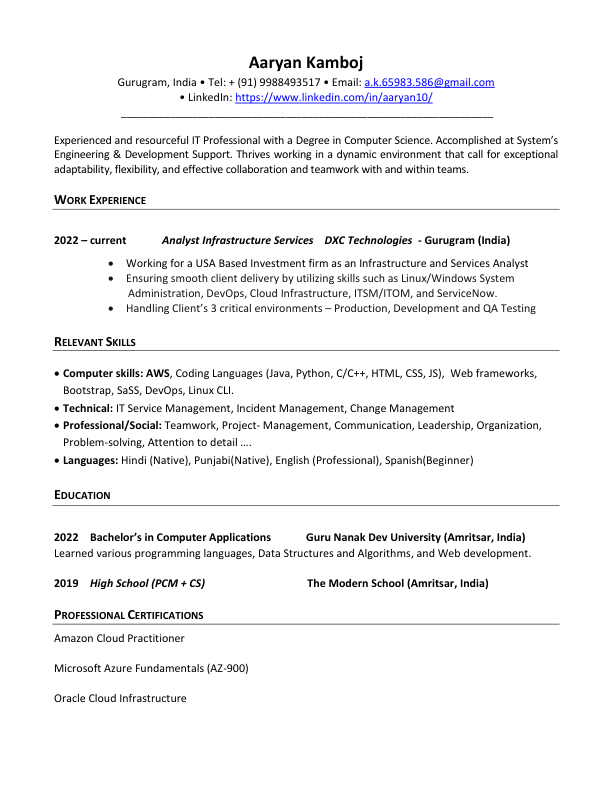 Aaryan Kamboj
Gurugram, India • Tel: + (91) 9988493517 • Email: a.k.65983.586@gmail.com
• LinkedIn: https://www.linkedin.com/in/aaryan10/
Experienced and resourceful IT Professional with a Degree in Computer Science. Accomplished at System's
Engineering & Development Support. Thrives working in a dynamic environment that call for exceptional
adaptability, flexibility, and effective collaboration and teamwork with and within teams.
WORK EXPERIENCE
2022 – current Analyst Infrastructure Services DXC Technologies - Gurugram (India)
• Working for a USA Based Investment firm as an Infrastructure and Services Analyst
• Ensuring smooth client delivery by utilizing skills such as Linux/Windows System
Administration, DevOps, Cloud Infrastructure, ITSM/ITOM, and ServiceNow.
• Handling Client's 3 critical environments – Production, Development and QA Testing
RELEVANT SKILLS
• Computer skills: AWS, Coding Languages (Java, Python, C/C++, HTML, CSS, JS), Web frameworks,
Bootstrap, SaSS, DevOps, Linux CLI.
• Technical: IT Service Management, Incident Management, Change Management
• Professional/Social: Teamwork, Project- Management, Communication, Leadership, Organization,
Problem-solving, Attention to detail ….
• Languages: Hindi (Native), Punjabi(Native), English (Professional), Spanish(Beginner)
EDUCATION
2022 Bachelor's in Computer Applications Guru Nanak Dev University (Amritsar, India)
Learned various programming languages, Data Structures and Algorithms, and Web development.
2019 High School (PCM + CS) The Modern School (Amritsar, India)
PROFESSIONAL CERTIFICATIONS
Amazon Cloud Practitioner
Microsoft Azure Fundamentals (AZ-900)
Oracle Cloud Infrastructure